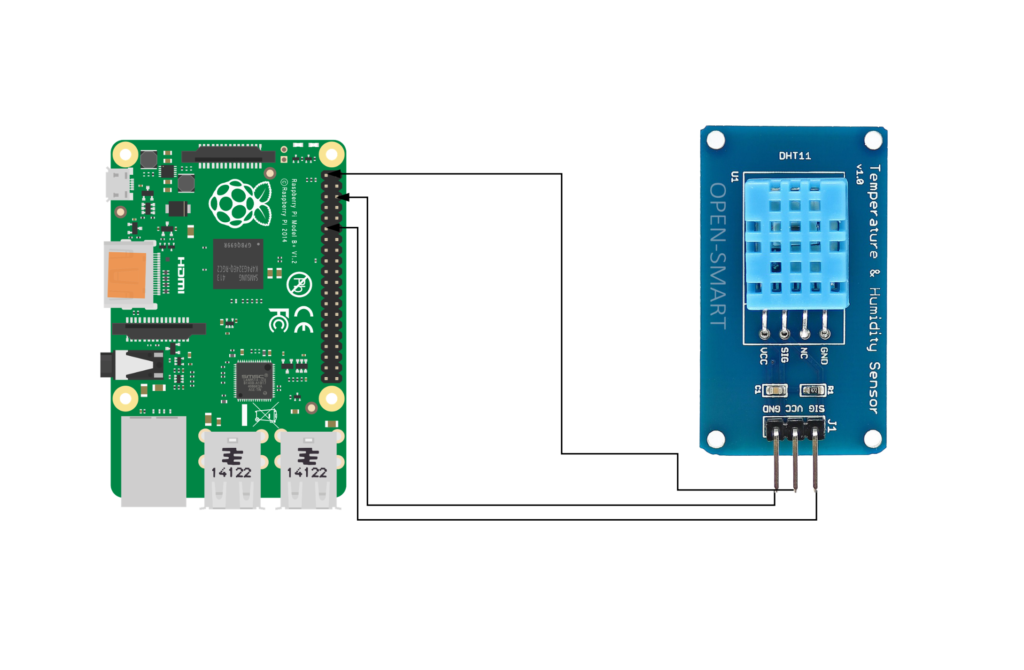 Raspberry Pi Model B+ V1.2
© Raspberry Pi 2014
HDMI
SAMSUNG
FC CE
14122
14122
DHT11
U1
Temperature & Humidity Sensor
v1.0
OPEN-SMART
VCC SIG NC GND
C1
R1
GND VCC SIG
J1